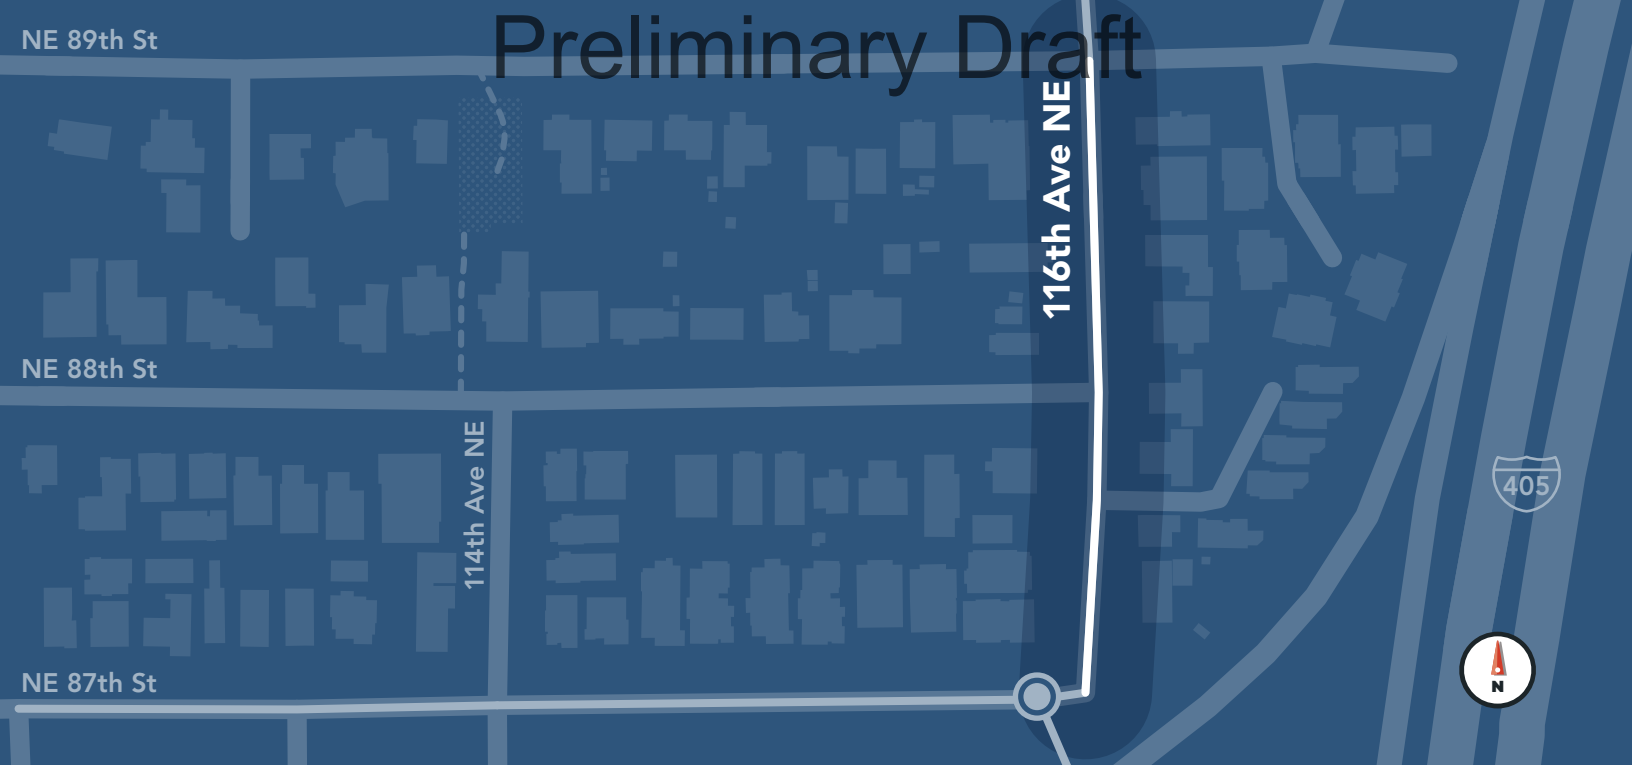 Preliminary Draft
NE 89th St
116th Ave NE
NE 88th St
114th Ave NE
405
NE 87th St
N